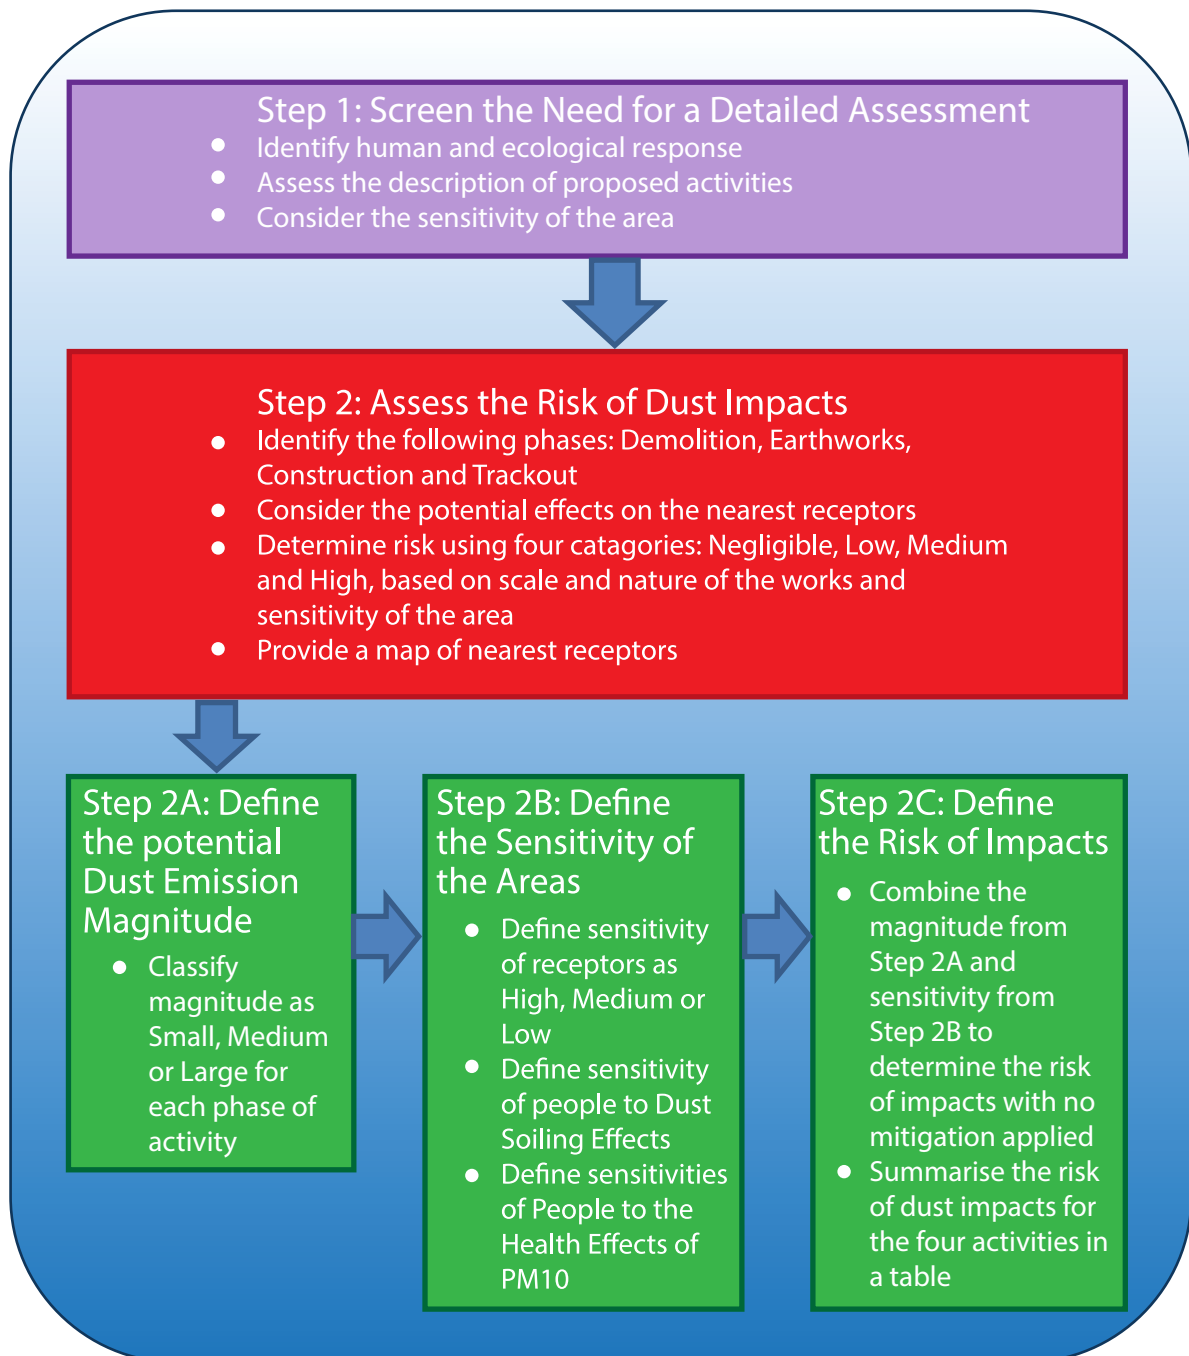 Step 1: Screen the Need for a Detailed Assessment
● Identify human and ecological response
● Assess the description of proposed activities
● Consider the sensitivity of the area
Step 2: Assess the Risk of Dust Impacts
● Identify the following phases: Demolition, Earthworks,
Construction and Trackout
● Consider the potential effects on the nearest receptors
● Determine risk using four catagories: Negligible, Low, Medium
and High, based on scale and nature of the works and
sensitivity of the area
● Provide a map of nearest receptors
Step 2A: Define
the potential
Dust Emission
Magnitude
● Classify
magnitude as
Small, Medium
or Large for
each phase of
activity
Step 2B: Define
the Sensitivity of
the Areas
● Define sensitivity
of receptors as
High, Medium or
Low
● Define sensitivity
of people to Dust
Soiling Effects
● Define sensitivities
of People to the
Health Effects of
PM10
Step 2C: Define
the Risk of Impacts
● Combine the
magnitude from
Step 2A and
sensitivity from
Step 2B to
determine the risk
of impacts with no
mitigation applied
● Summarise the risk
of dust impacts for
the four activities in
a table